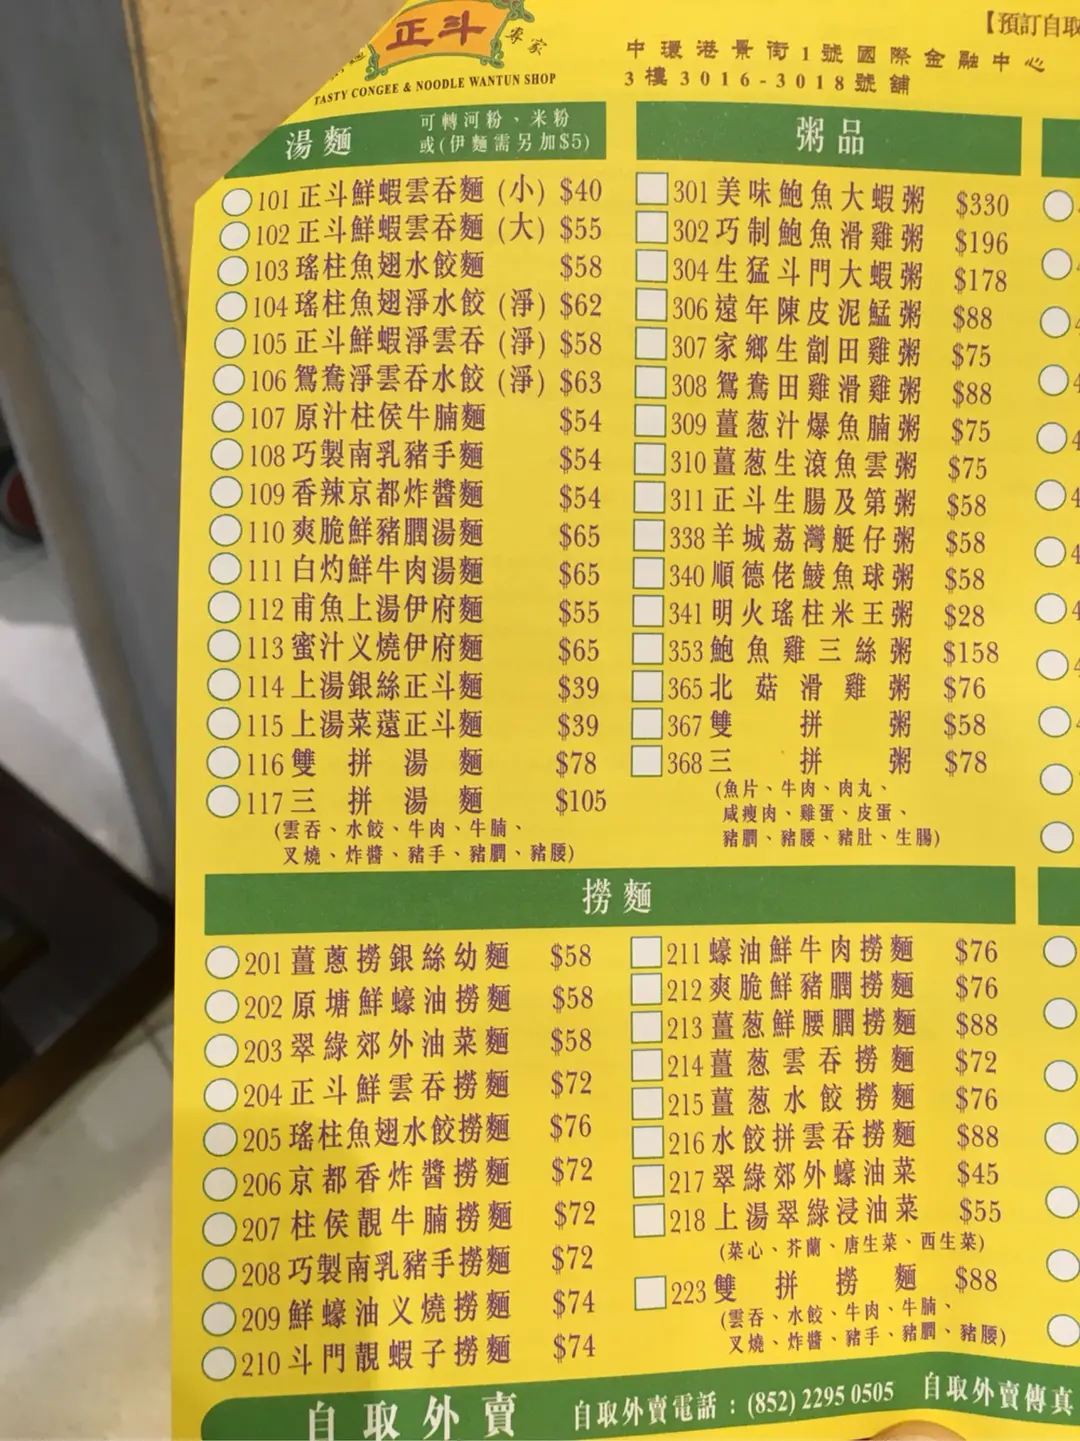 正斗
專家
TASTY CONGEE & NOODLE WANTUN SHOP
【預訂自取
中環港景街1號國際金融中心
3樓3016-3018號舖
湯麵
可轉河粉、米粉
或(伊麵需另加$5)
101 正斗鮮蝦雲吞麵 (小) $40
102 正斗鮮蝦雲吞麵 (大) $55
103 瑤柱魚翅水餃麵 $58
104 瑤柱魚翅淨水餃 (淨) $62
105 正斗鮮蝦淨雲吞 (淨) $58
106 鴛鴦淨雲吞水餃 (淨) $63
107 原汁柱侯牛腩麵 $54
108 巧製南乳豬手麵 $54
109 香辣京都炸醬麵 $54
110 爽脆鮮豬膶湯麵 $65
111 白灼鮮牛肉湯麵 $65
112 甫魚上湯伊府麵 $55
113 蜜汁义燒伊府麵 $65
114 上湯銀絲正斗麵 $39
115 上湯菜薳正斗麵 $39
116 雙拼湯麵 $78
117 三拼湯麵 $105
(雲吞、水餃、牛肉、牛腩、
叉燒、炸醬、豬手、豬膶、豬腰)
粥品
301 美味鮑魚大蝦粥 $330
302 巧制鮑魚滑雞粥 $196
304 生猛斗門大蝦粥 $178
306 遠年陳皮泥鯭粥 $88
307 家鄉生劏田雞粥 $75
308 鴛鴦田雞滑雞粥 $88
309 薑葱汁爆魚腩粥 $75
310 薑葱生滾魚雲粥 $75
311 正斗生腸及第粥 $58
338 羊城荔灣艇仔粥 $58
340 順德佬鯪魚球粥 $58
341 明火瑤柱米王粥 $28
353 鮑魚雞三絲粥 $158
365 北菇滑雞粥 $76
367 雙拼粥 $58
368 三拼粥 $78
(魚片、牛肉、肉丸、
咸瘦肉、雞蛋、皮蛋、
豬膶、豬腰、豬肚、生腸)
撈麵
201 薑蔥撈銀絲幼麵 $58
202 原塘鮮蠔油撈麵 $58
203 翠綠郊外油菜麵 $58
204 正斗鮮雲吞撈麵 $72
205 瑤柱魚翅水餃撈麵 $76
206 京都香炸醬撈麵 $72
207 柱侯靚牛腩撈麵 $72
208 巧製南乳豬手撈麵 $72
209 鮮蠔油义燒撈麵 $74
210 斗門靚蝦子撈麵 $74
211 蠔油鮮牛肉撈麵 $76
212 爽脆鮮豬膶撈麵 $76
213 薑葱鮮腰膶撈麵 $88
214 薑葱雲吞撈麵 $72
215 薑葱水餃撈麵 $76
216 水餃拼雲吞撈麵 $88
217 翠綠郊外蠔油菜 $45
218 上湯翠綠浸油菜 $55
(菜心、芥蘭、唐生菜、西生菜)
223 雙拼撈麵 $88
(雲吞、水餃、牛肉、牛腩、
叉燒、炸醬、豬手、豬膶、豬腰)
自取外賣
自取外賣電話：(852) 2295 0505
自取外賣傳真